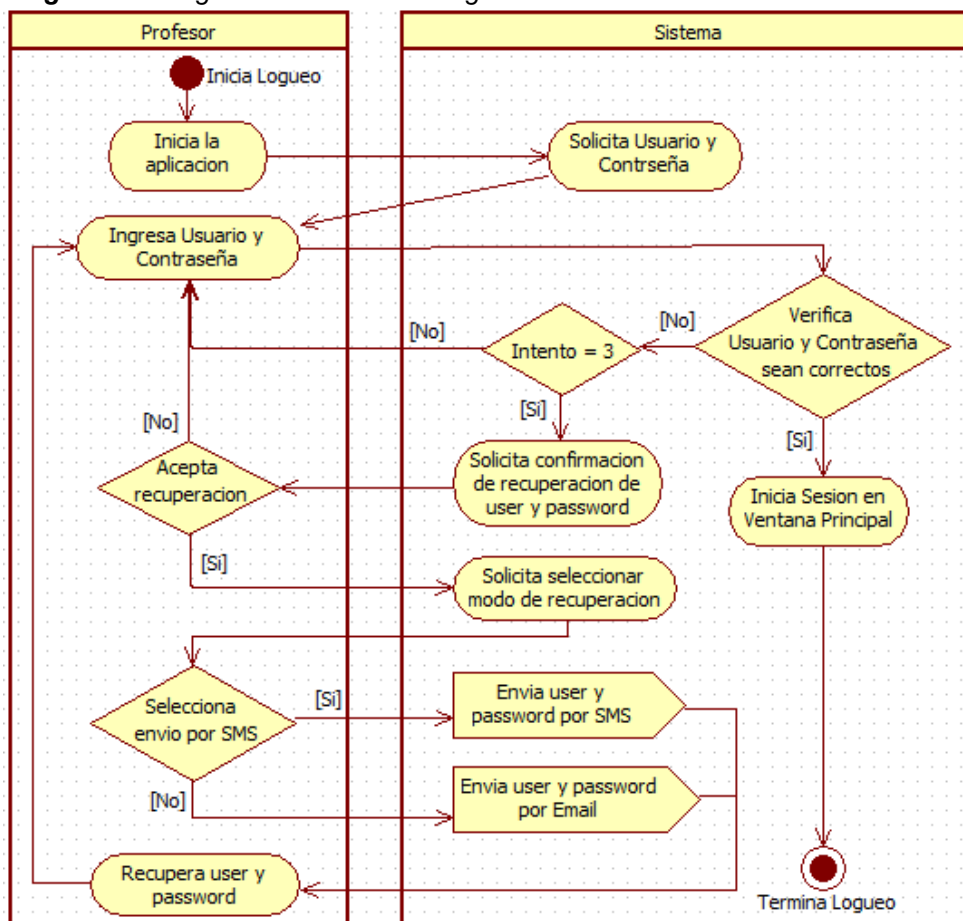 Profesor
Sistema
Inicia Logueo
Inicia la
aplicacion
Solicita Usuario y
Contrseña
Ingresa Usuario y
Contraseña
Verifica
Usuario y Contraseña
sean correctos
[No]
Intento = 3
[No]
[Si]
[Si]
Solicita confirmacion
de recuperacion de
user y password
Inicia Sesion en
Ventana Principal
[No]
Acepta
recuperacion
[Si]
Solicita seleccionar
modo de recuperacion
Selecciona
envio por SMS
[Si]
Envia user y
password por SMS
[No]
Envia user y password
por Email
Recupera user y
password
Termina Logueo